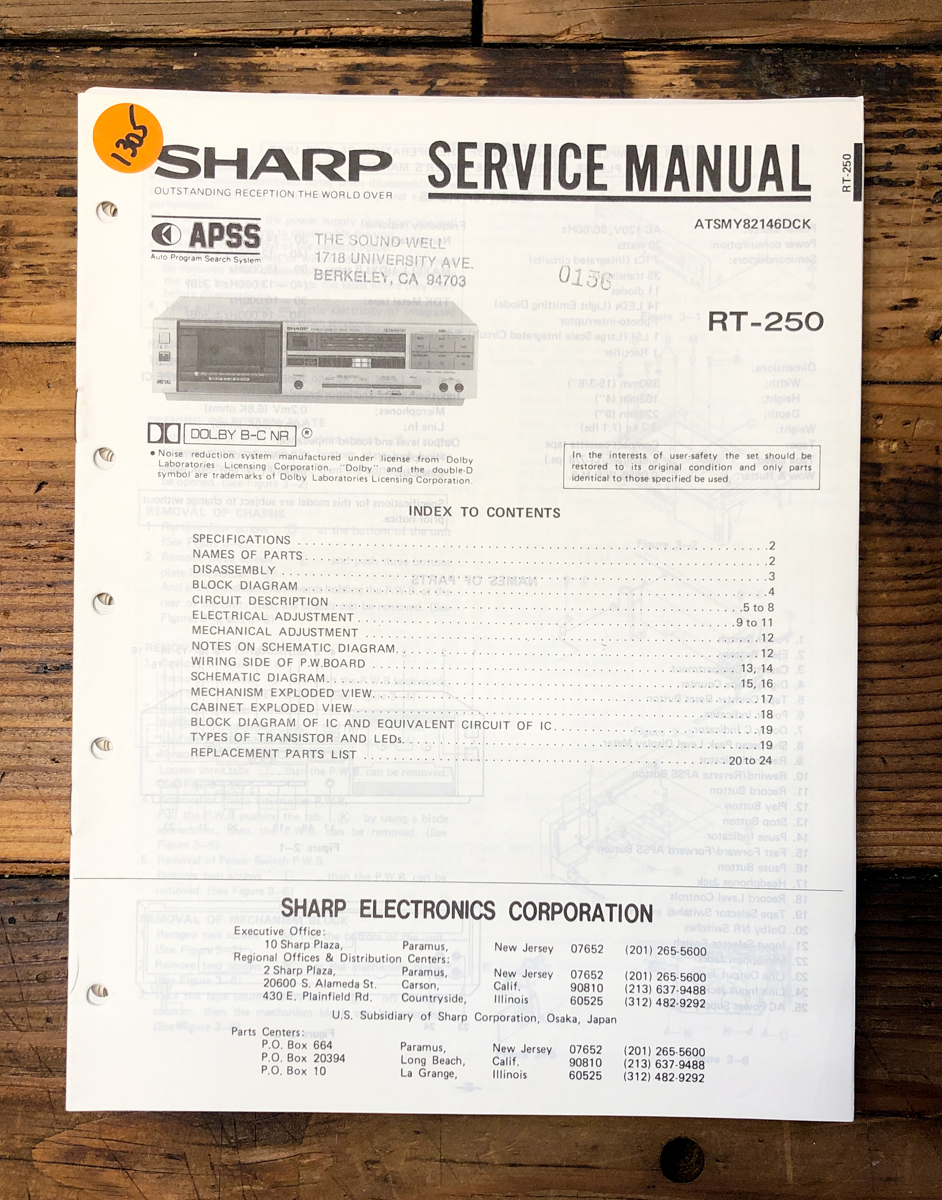 1305
SHARP SERVICE MANUAL
OUTSTANDING RECEPTION THE WORLD OVER
RT-250
ATSMY82146DCK
APSS
Auto Program Search System
THE SOUND WELL
1718 UNIVERSITY AVE.
BERKELEY, CA 94703
0136
RT-250
SHARP
METAL
DOLBY B-C NR ®
• Noise reduction system manufactured under license from Dolby
Laboratories Licensing Corporation. "Dolby" and the double-D
symbol are trademarks of Dolby Laboratories Licensing Corporation.
In the interests of user-safety the set should be
restored to its original condition and only parts
identical to those specified be used.
INDEX TO CONTENTS
SPECIFICATIONS 2
NAMES OF PARTS 2
DISASSEMBLY 3
BLOCK DIAGRAM 4
CIRCUIT DESCRIPTION 5 to 8
ELECTRICAL ADJUSTMENT 9 to 11
MECHANICAL ADJUSTMENT 12
NOTES ON SCHEMATIC DIAGRAM 12
WIRING SIDE OF P.W.BOARD 13, 14
SCHEMATIC DIAGRAM 15, 16
MECHANISM EXPLODED VIEW 17
CABINET EXPLODED VIEW 18
BLOCK DIAGRAM OF IC AND EQUIVALENT CIRCUIT OF IC 19
TYPES OF TRANSISTOR AND LEDs 19
REPLACEMENT PARTS LIST 20 to 24
SHARP ELECTRONICS CORPORATION
Executive Office:
10 Sharp Plaza, Paramus, New Jersey 07652 (201) 265-5600
Regional Offices & Distribution Centers:
2 Sharp Plaza, Paramus, New Jersey 07652 (201) 265-5600
20600 S. Alameda St. Carson, Calif. 90810 (213) 637-9488
430 E. Plainfield Rd. Countryside, Illinois 60525 (312) 482-9292
U.S. Subsidiary of Sharp Corporation, Osaka, Japan
Parts Centers:
P.O. Box 664 Paramus, New Jersey 07652 (201) 265-5600
P.O. Box 20394 Long Beach, Calif. 90810 (213) 637-9488
P.O. Box 10 La Grange, Illinois 60525 (312) 482-9292